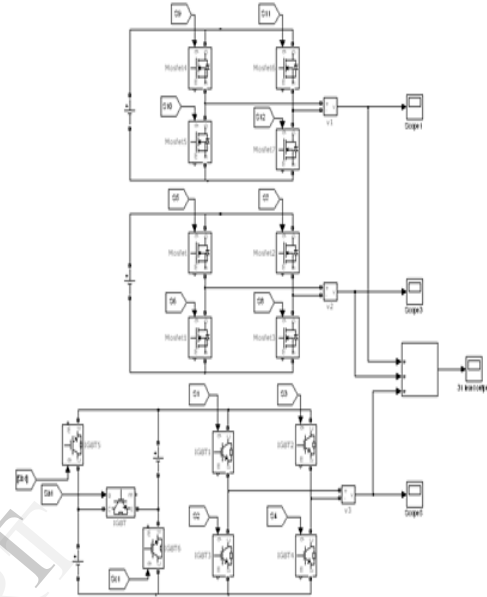 S9
S11
Mosfet4
Mosfet6
S10
S12
Mosfet5
Mosfet7
v1
Scope1
S5
S7
Mosfet
Mosfet2
S6
S8
Mosfet1
Mosfet3
v2
Scope3
S1
S3
IGBT5
IGBT1
IGBT2
IGBT
S2
S4
IGBT6
IGBT3
IGBT4
v3
Scope5